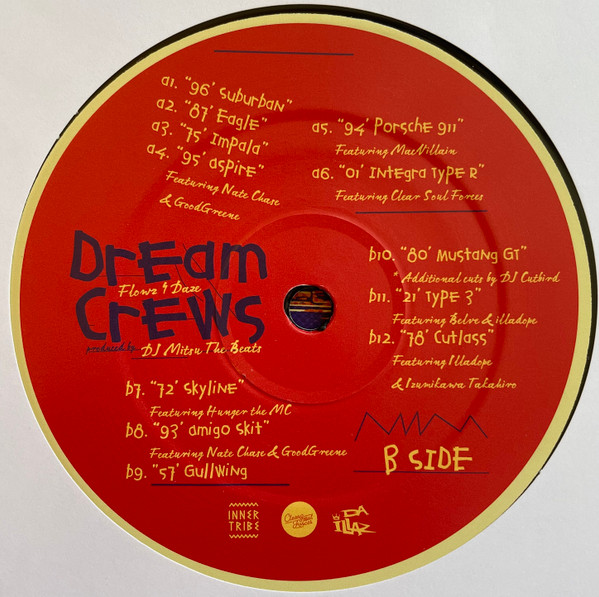 a1. "96' Suburban"
a2. "87' Eagle"
a3. "75' Impala"
a4. "95' aspire"
Featuring Nate Chase
& GoodGreene
a5. "94' Porsche 911"
Featuring MacVillain
a6. "01' Integra Type R"
Featuring Clear Soul Forces
Dream
Flowz & Daze
Crews
produced by: DJ Mitsu The Beats
b7. "72' Skyline"
Featuring Hunger the MC
b8. "93' amigo Skit"
Featuring Nate Chase & GoodGreene
b9. "57' Gullwing
b10. "80' Mustang GT"
* Additional cuts by DJ Cutbird
b11. "21' Type 3"
Featuring Belve & illadope
b12. "78' Cutlass"
Featuring Illadope
& Izumikawa Takahiro
B SIDE
INNER
TRIBE
DA
ILLAZ